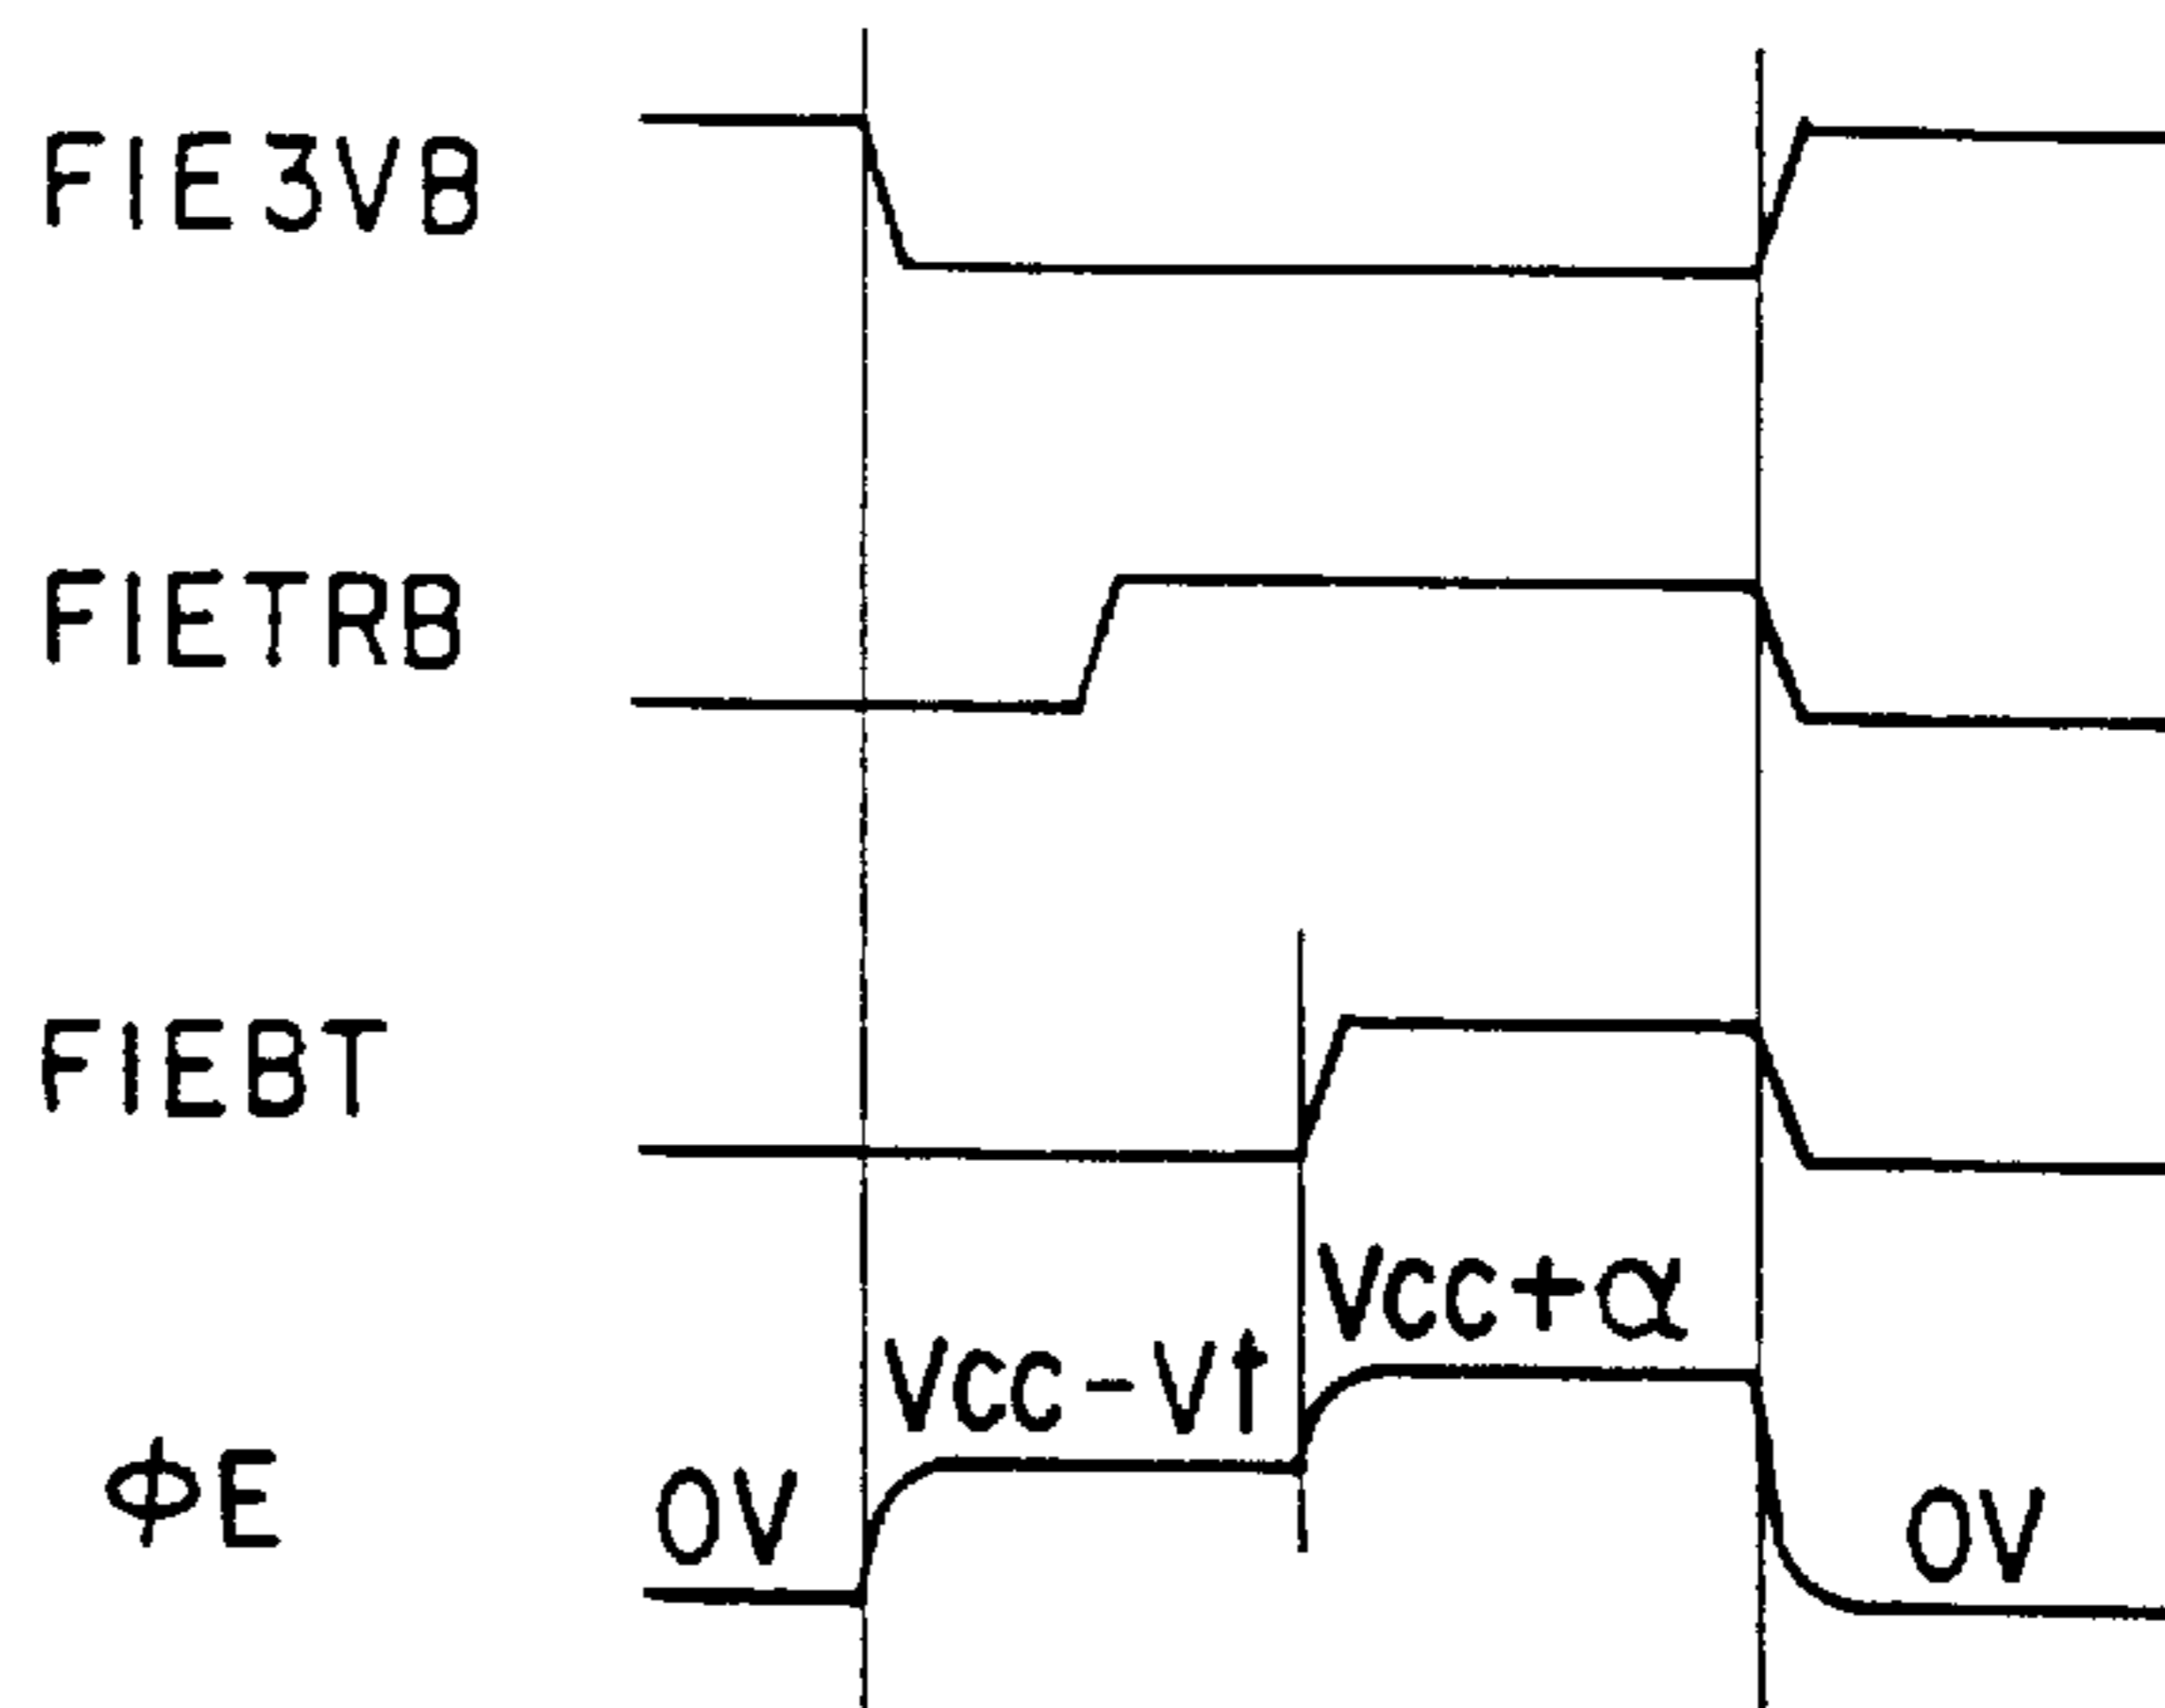 FIE3VB
FIETRB
FIEBT
Vcc+α
Vcc-Vt
φE
0V
0V